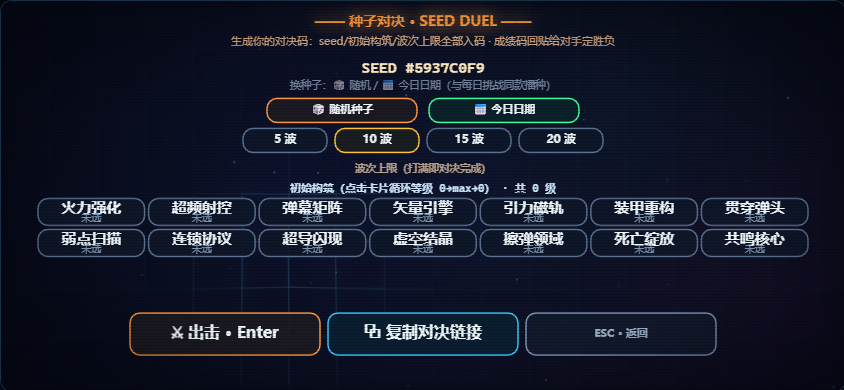 —— 种子对决 • SEED DUEL ——
生成你的对决码：seed/初始构筑/波次上限全部入码 · 成绩码回贴给对手定胜负
SEED #5937C0F9
换种子：🎲 随机 / 📅 今日日期（与每日挑战同款播种）
🎲 随机种子 📅 今日日期
5 波 10 波 15 波 20 波
波次上限（打满即对决完成）
初始构筑（点击卡片循环等级 0→max→0） · 共 0 级
火力强化 超频射控 弹幕矩阵 矢量引擎 引力磁轨 装甲重构 贯穿弹头
未选 未选 未选 未选 未选 未选 未选
弱点扫描 连锁协议 超导闪现 虚空结晶 擦弹领域 死亡绽放 共鸣核心
未选 未选 未选 未选 未选 未选 未选
⚔ 出击 • Enter ⧉ 复制对决链接 ESC • 返回